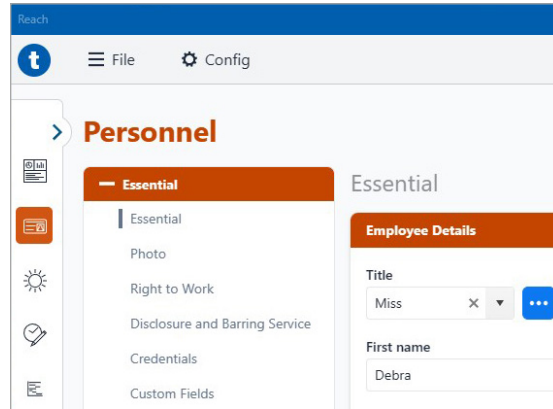 Reach
t
File
Config
Personnel
Essential
Essential
Photo
Right to Work
Disclosure and Barring Service
Credentials
Custom Fields
Essential
Employee Details
Title
Miss
First name
Debra